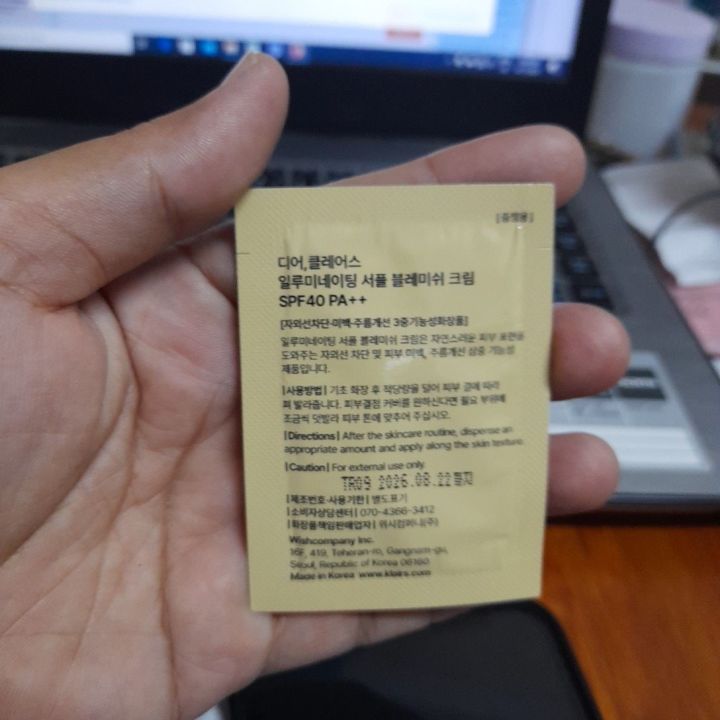 [증정용]
디어,클레어스
일루미네이팅 서플 블레미쉬 크림
SPF40 PA++
[자외선차단·미백·주름개선 3중기능성화장품]
일루미네이팅 서플 블레미쉬 크림은 자연스러운 피부 표현을
도와주는 자외선 차단 및 피부 미백, 주름개선 삼중 기능성
제품입니다.
|사용방법| 기초 화장 후 적당량을 덜어 피부 결에 따라
펴 발라줍니다. 피부결점 커버를 원하신다면 필요 부위에
조금씩 덧발라 피부 톤에 맞추어 주십시오.
|Directions| After the skincare routine, dispense an
appropriate amount and apply along the skin texture.
|Caution| For external use only.
TR09 2026.08.22까지
|제조번호·사용기한| 별도표기
|소비자상담센터| 070-4366-3412
|화장품책임판매업자| 위시컴퍼니(주)
Wishcompany Inc.
16F, 419, Teheran-ro, Gangnam-gu,
Seoul, Republic of Korea 06160
Made in Korea www.klairs.com